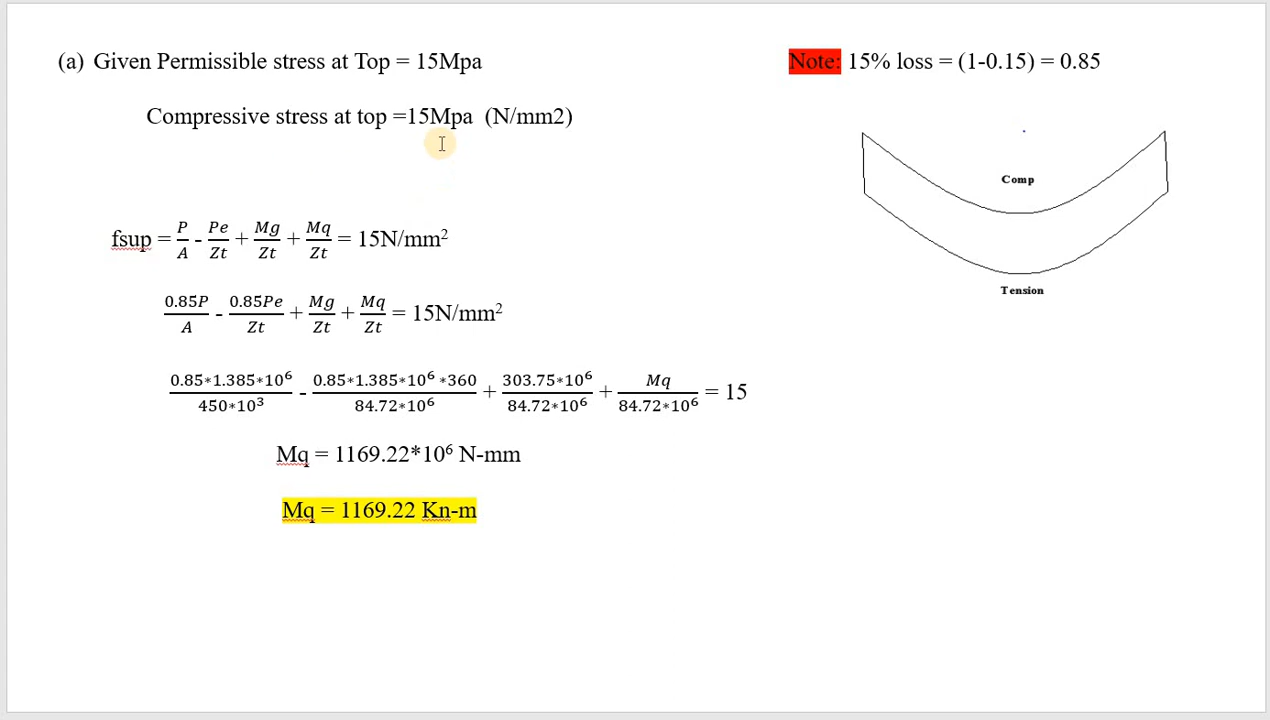 (a) Given Permissible stress at Top = 15Mpa
Note: 15% loss = (1-0.15) = 0.85
Compressive stress at top =15Mpa (N/mm2)
Comp
Tension
fsup = P/A - Pe/Zt + Mg/Zt + Mq/Zt = 15N/mm²
0.85P/A - 0.85Pe/Zt + Mg/Zt + Mq/Zt = 15N/mm²
0.85*1.385*10⁶/450*10³ - 0.85*1.385*10⁶*360/84.72*10⁶ + 303.75*10⁶/84.72*10⁶ + Mq/84.72*10⁶ = 15
Mq = 1169.22*10⁶ N-mm
Mq = 1169.22 Kn-m